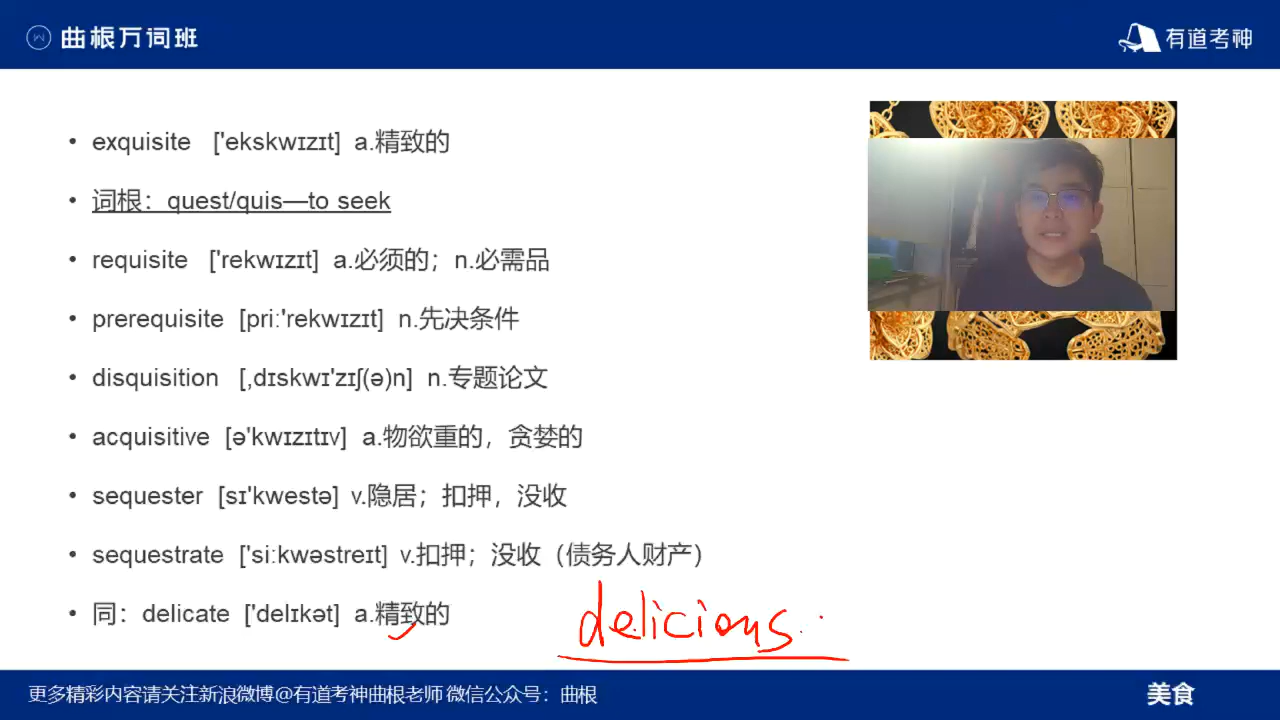 曲根万词班
有道考神
exquisite ['ekskwɪzɪt] a.精致的
词根：quest/quis—to seek
requisite ['rekwɪzɪt] a.必须的；n.必需品
prerequisite [pri:'rekwɪzɪt] n.先决条件
disquisition [,dɪskwɪ'zɪʃ(ə)n] n.专题论文
acquisitive [ə'kwɪzɪtɪv] a.物欲重的，贪婪的
sequester [sɪ'kwestə] v.隐居；扣押，没收
sequestrate ['si:kwəstreɪt] v.扣押；没收（债务人财产）
同：delicate ['delɪkət] a.精致的
delicious
更多精彩内容请关注新浪微博@有道考神曲根老师 微信公众号：曲根
美食